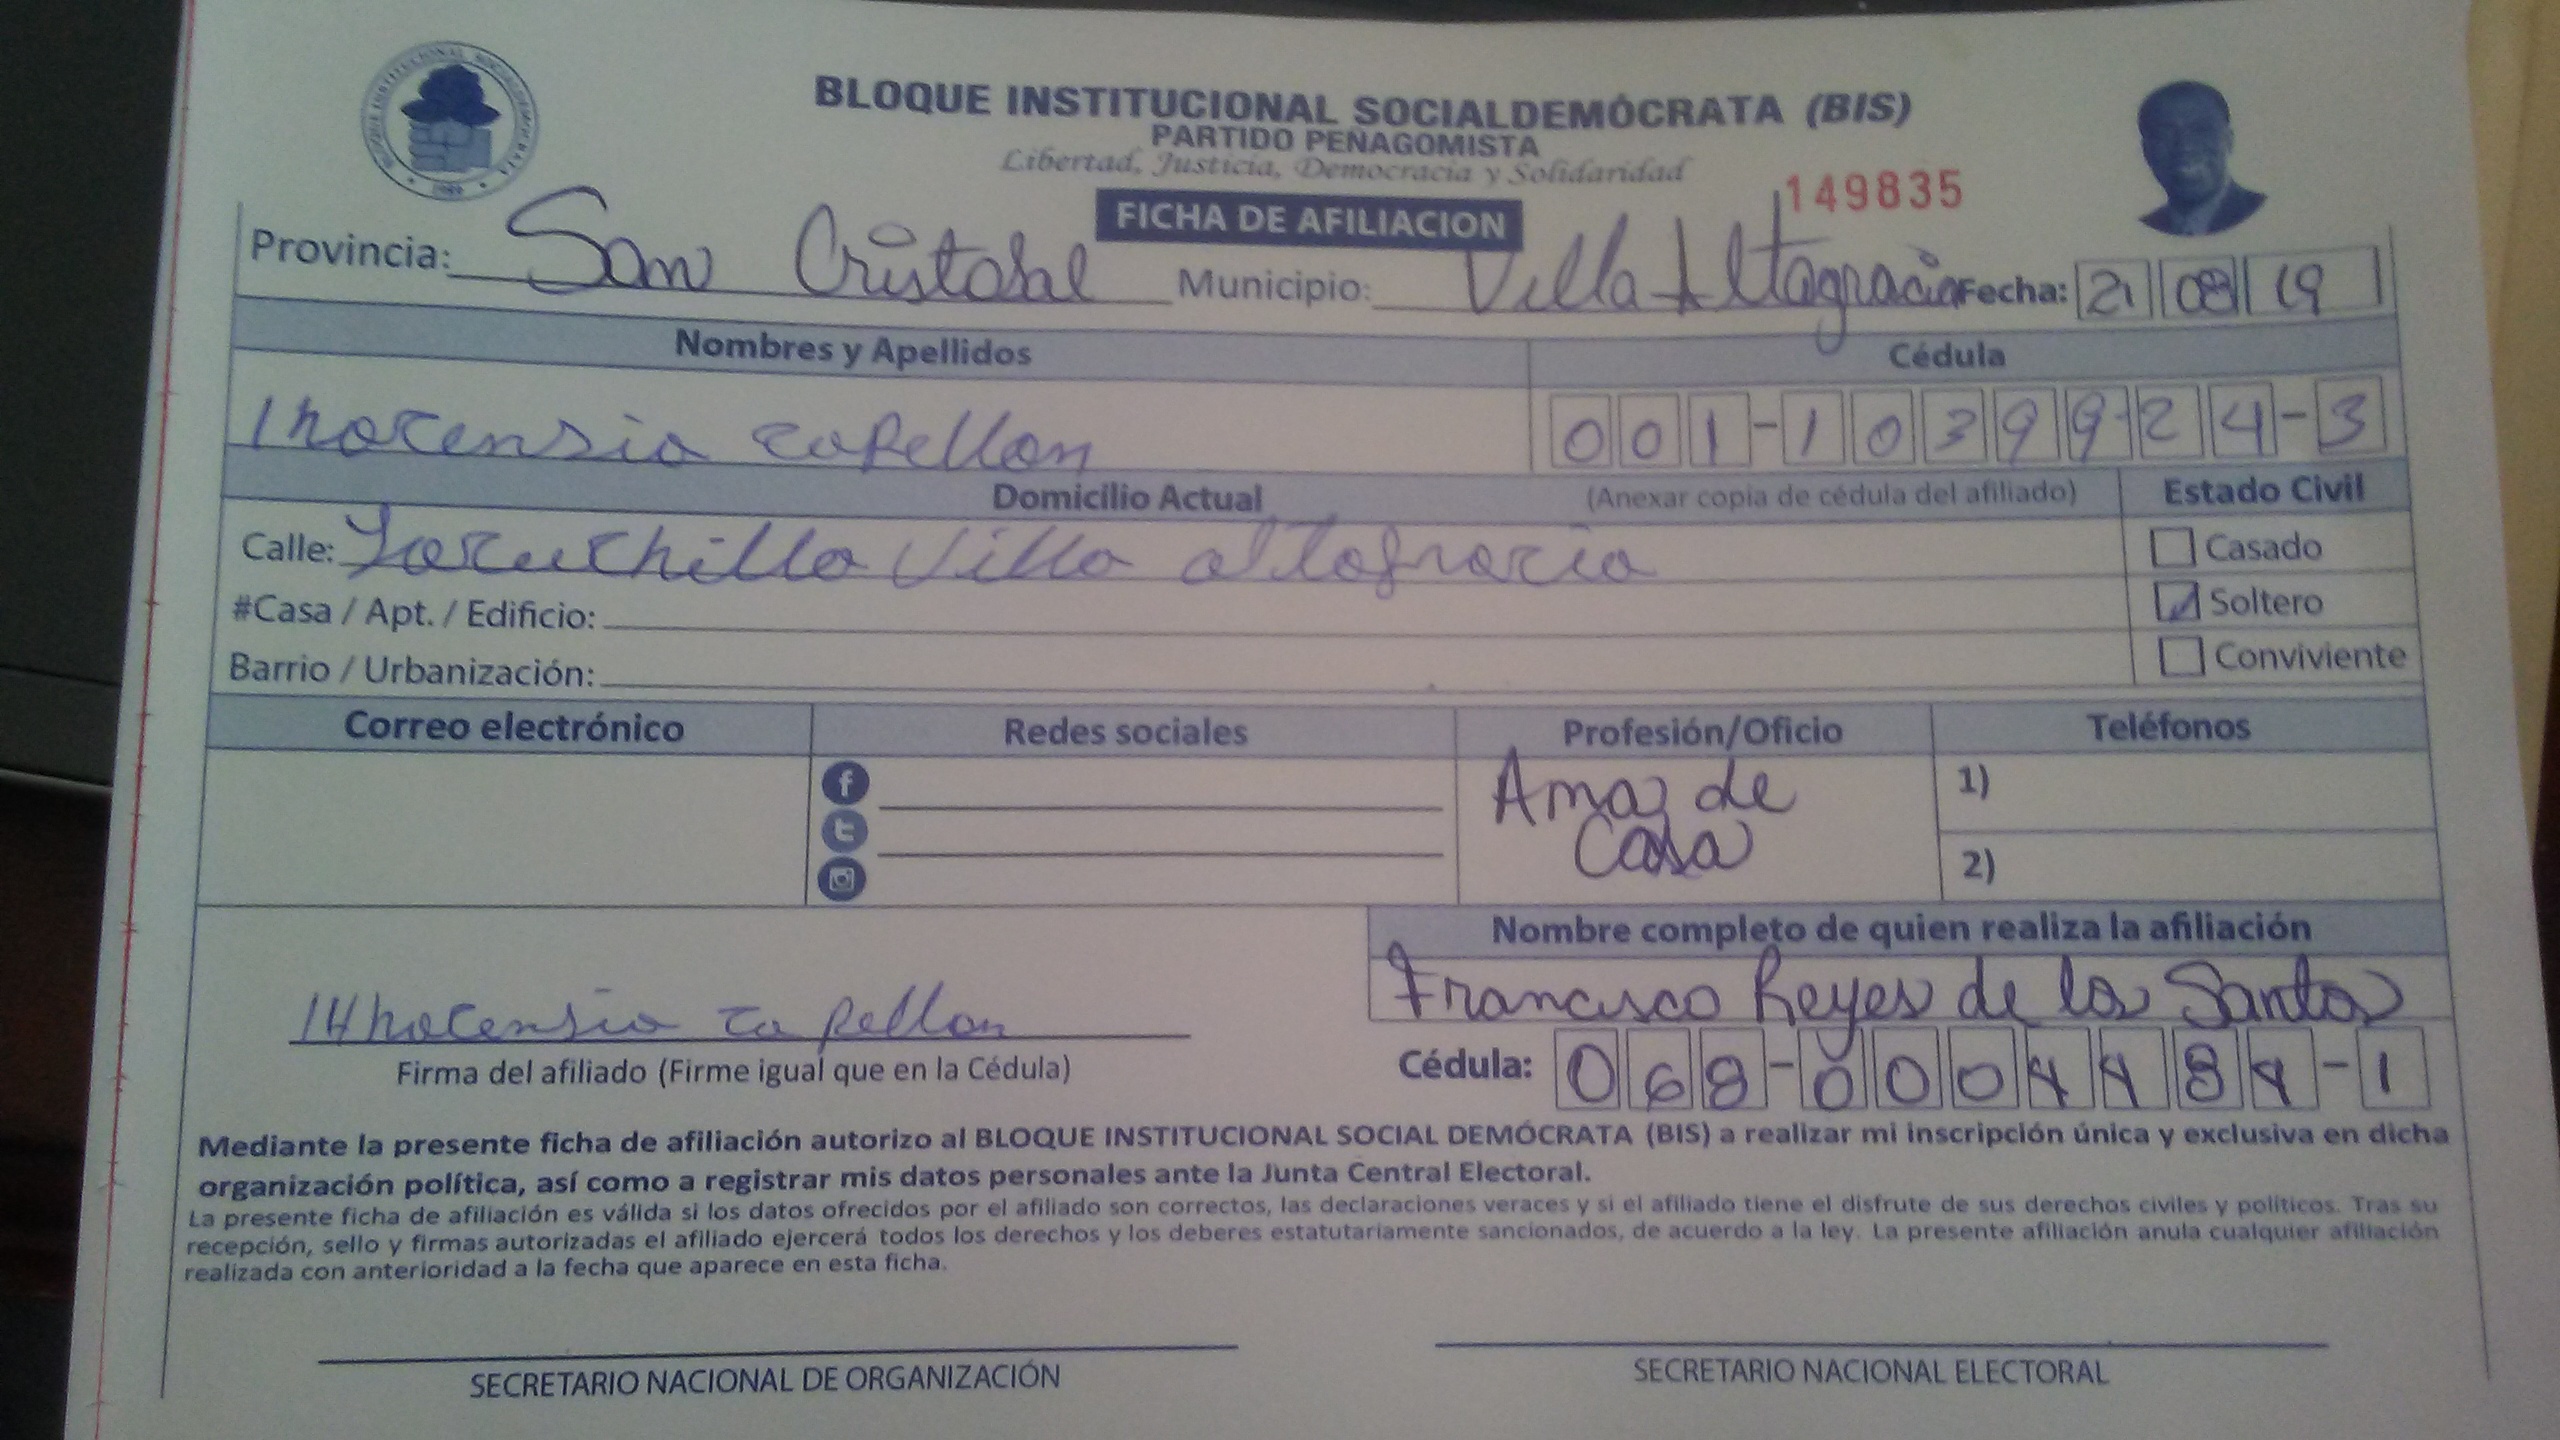 BLOQUE INSTITUCIONAL SOCIALDEMÓCRATA (BIS)
PARTIDO PEÑAGOMISTA
Libertad, Justicia, Democracia y Solidaridad
149835
FICHA DE AFILIACION
Provincia: San Cristobal Municipio: Villa Altagracia Fecha: 21 08 19
Nombres y Apellidos Cédula
Inocensia capellan 001-1039924-3
Domicilio Actual (Anexar copia de cédula del afiliado) Estado Civil
Calle: La cuchilla Villa altagracia Casado
#Casa / Apt. / Edificio: Soltero
Barrio / Urbanización: Conviviente
Correo electrónico Redes sociales Profesión/Oficio Teléfonos
Ama de 1)
Casa 2)
Nombre completo de quien realiza la afiliación
Francisco Reyes de los Santos
capellan
Firma del afiliado (Firme igual que en la Cédula) Cédula: 068-0004484-1
Mediante la presente ficha de afiliación autorizo al BLOQUE INSTITUCIONAL SOCIAL DEMÓCRATA (BIS) a realizar mi inscripción única y exclusiva en dicha
organización política, así como a registrar mis datos personales ante la Junta Central Electoral.
La presente ficha de afiliación es válida si los datos ofrecidos por el afiliado son correctos, las declaraciones veraces y si el afiliado tiene el disfrute de sus derechos civiles y políticos. Tras su
recepción, sello y firmas autorizadas el afiliado ejercerá todos los derechos y los deberes estatutariamente sancionados, de acuerdo a la ley. La presente afiliación anula cualquier afiliación
realizada con anterioridad a la fecha que aparece en esta ficha.
SECRETARIO NACIONAL DE ORGANIZACIÓN SECRETARIO NACIONAL ELECTORAL